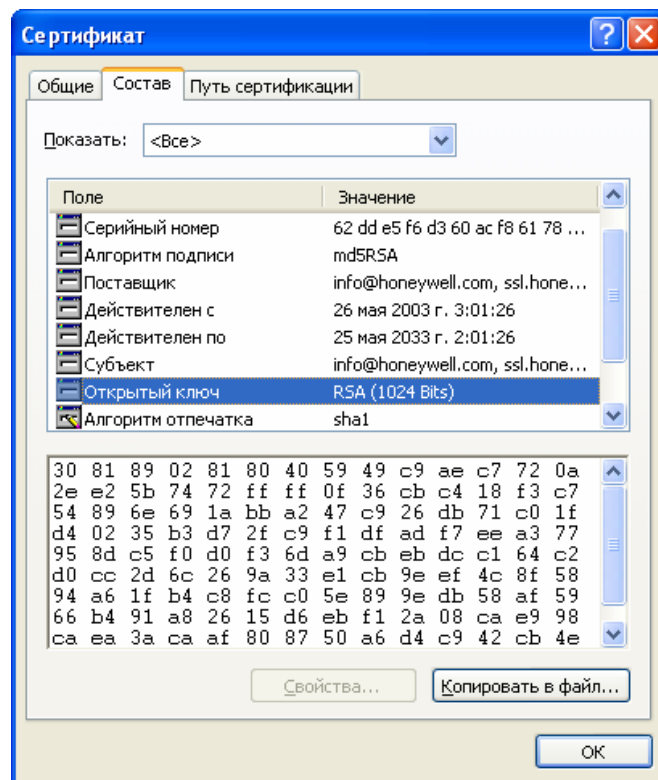 Сертификат
Общие Состав Путь сертификации
Показать: <Все>
Поле Значение
Серийный номер 62 dd e5 f6 d3 60 ac f8 61 78 ...
Алгоритм подписи md5RSA
Поставщик info@honeywell.com, ssl.hone...
Действителен с 26 мая 2003 г. 3:01:26
Действителен по 25 мая 2033 г. 2:01:26
Субъект info@honeywell.com, ssl.hone...
Открытый ключ RSA (1024 Bits)
Алгоритм отпечатка sha1
30 81 89 02 81 80 40 59 49 c9 ae c7 72 0a
2e e2 5b 74 72 ff ff 0f 36 cb c4 18 f3 c7
54 89 6e 69 1a bb a2 47 c9 26 db 71 c0 1f
d4 02 35 b3 d7 2f c9 f1 df ad f7 ee a3 77
95 8d c5 f0 d0 f3 6d a9 cb eb dc c1 64 c2
d0 cc 2d 6c 26 9a 33 e1 cb 9e ef 4c 8f 58
94 a6 1f b4 c8 fc c0 5e 89 9e db 58 af 59
66 b4 91 a8 26 15 d6 eb f1 2a 08 ca e9 98
ca ea 3a ca af 80 87 50 a6 d4 c9 42 cb 4e
Свойства... Копировать в файл...
ОК